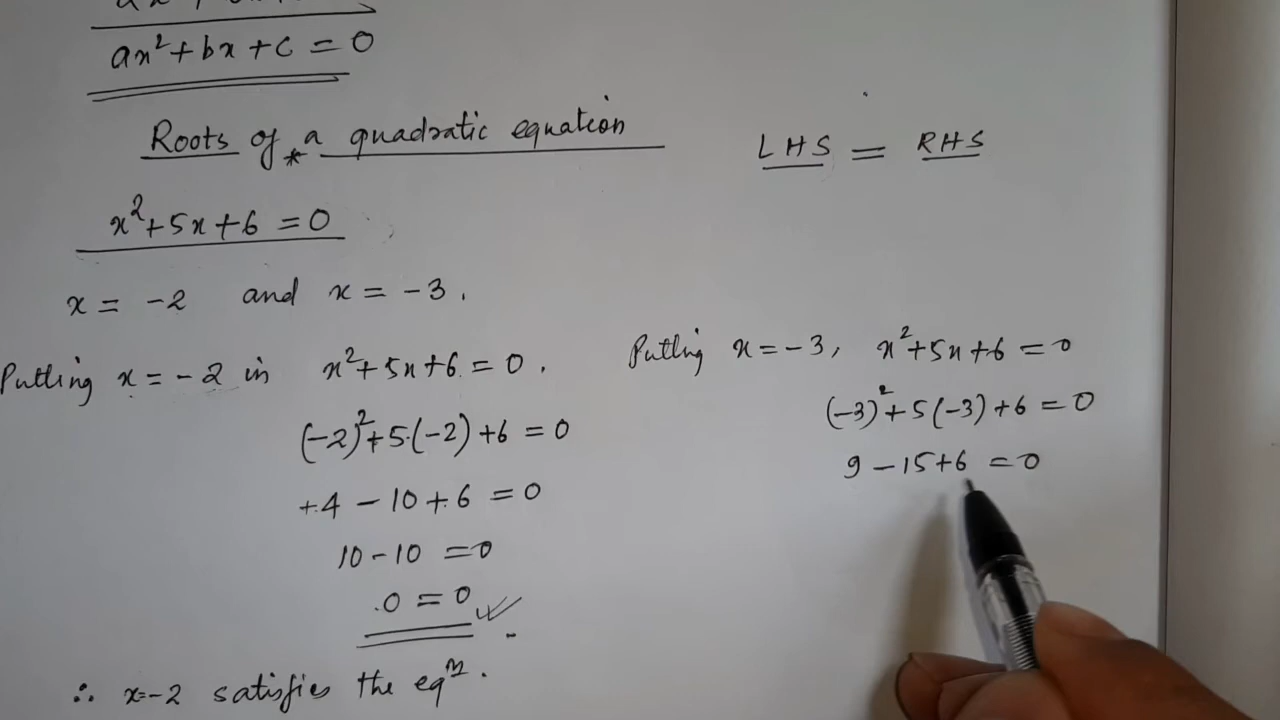 ax²+bx+c=0
Roots of a quadratic equation
LHS = RHS
x²+5x+6=0
x = -2 and x = -3.
Putting x = -2 in x²+5x+6=0.
(-2)²+5·(-2)+6=0
+4-10+6=0
10-10=0
0=0
∴ x=-2 satisfies the eqⁿ.
Putting x=-3, x²+5x+6=0
(-3)²+5(-3)+6=0
9-15+6=0